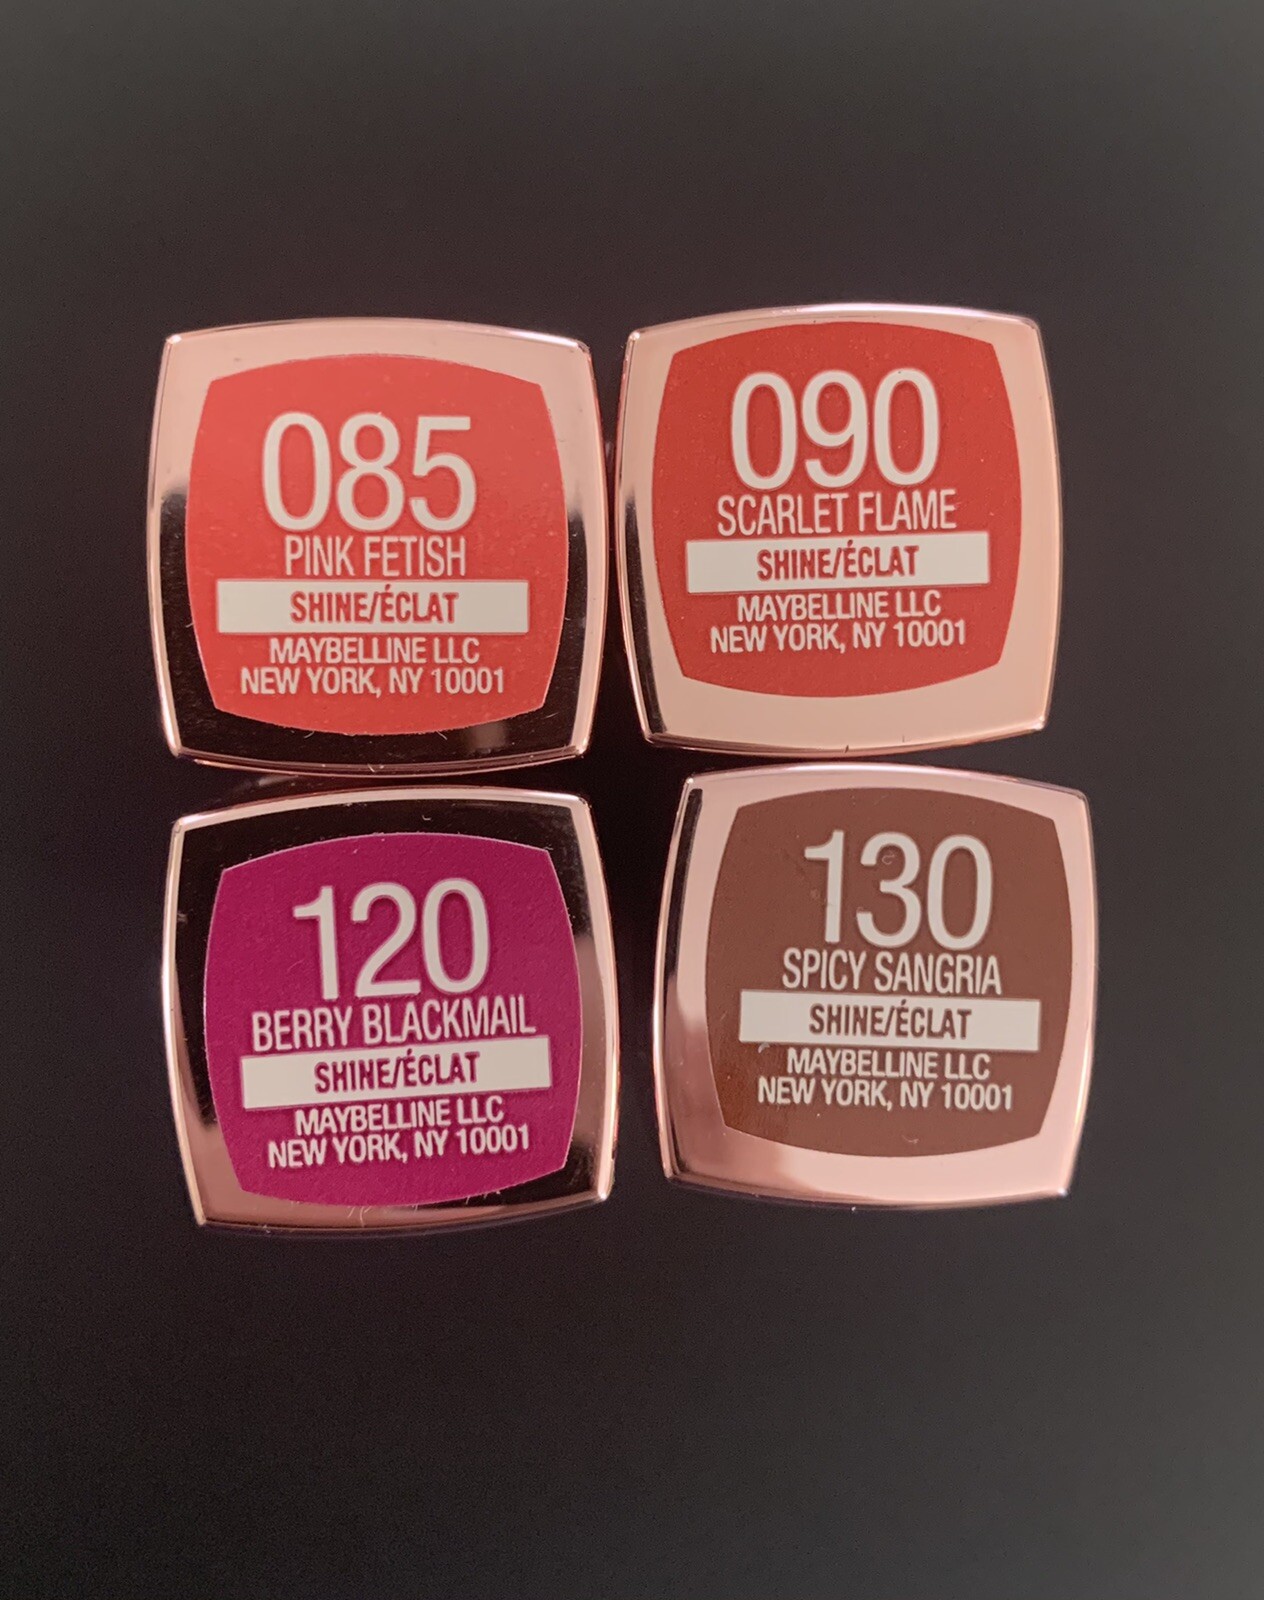 085
PINK FETISH
SHINE/ÉCLAT
MAYBELLINE LLC
NEW YORK, NY 10001
090
SCARLET FLAME
SHINE/ÉCLAT
MAYBELLINE LLC
NEW YORK, NY 10001
120
BERRY BLACKMAIL
SHINE/ÉCLAT
MAYBELLINE LLC
NEW YORK, NY 10001
130
SPICY SANGRIA
SHINE/ÉCLAT
MAYBELLINE LLC
NEW YORK, NY 10001